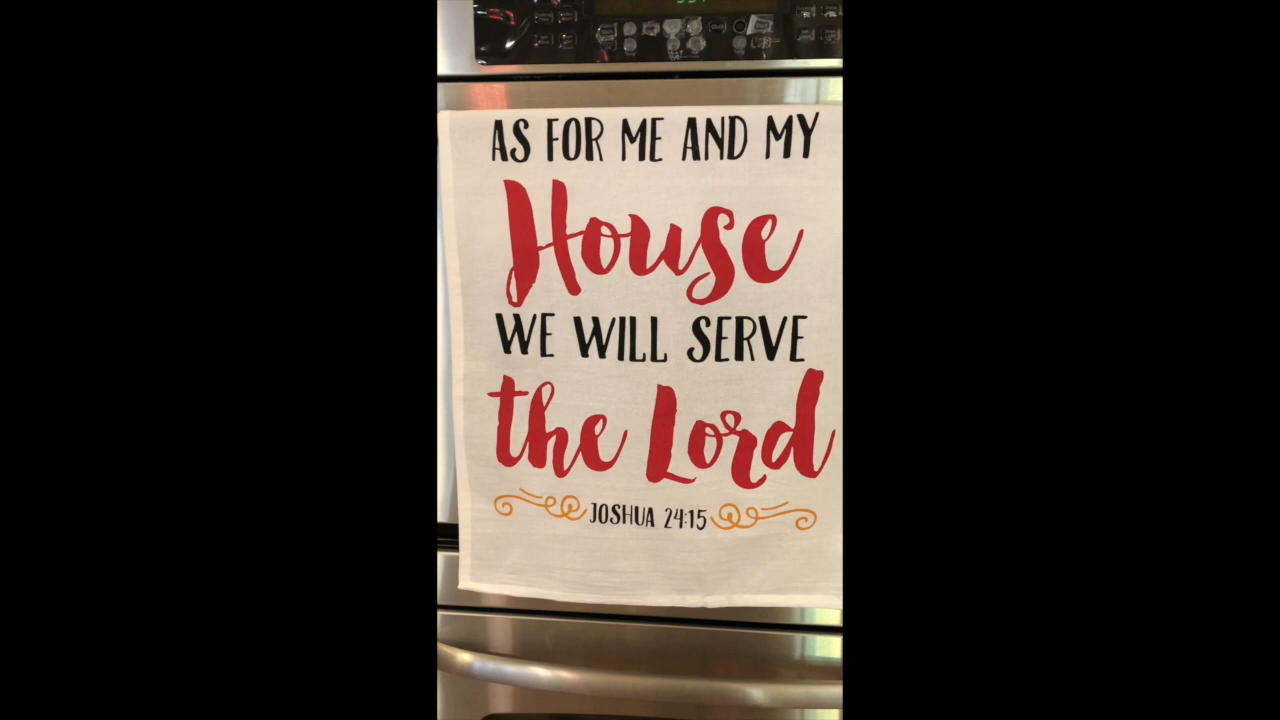 AS FOR ME AND MY
House
WE WILL SERVE
the Lord
JOSHUA 24:15